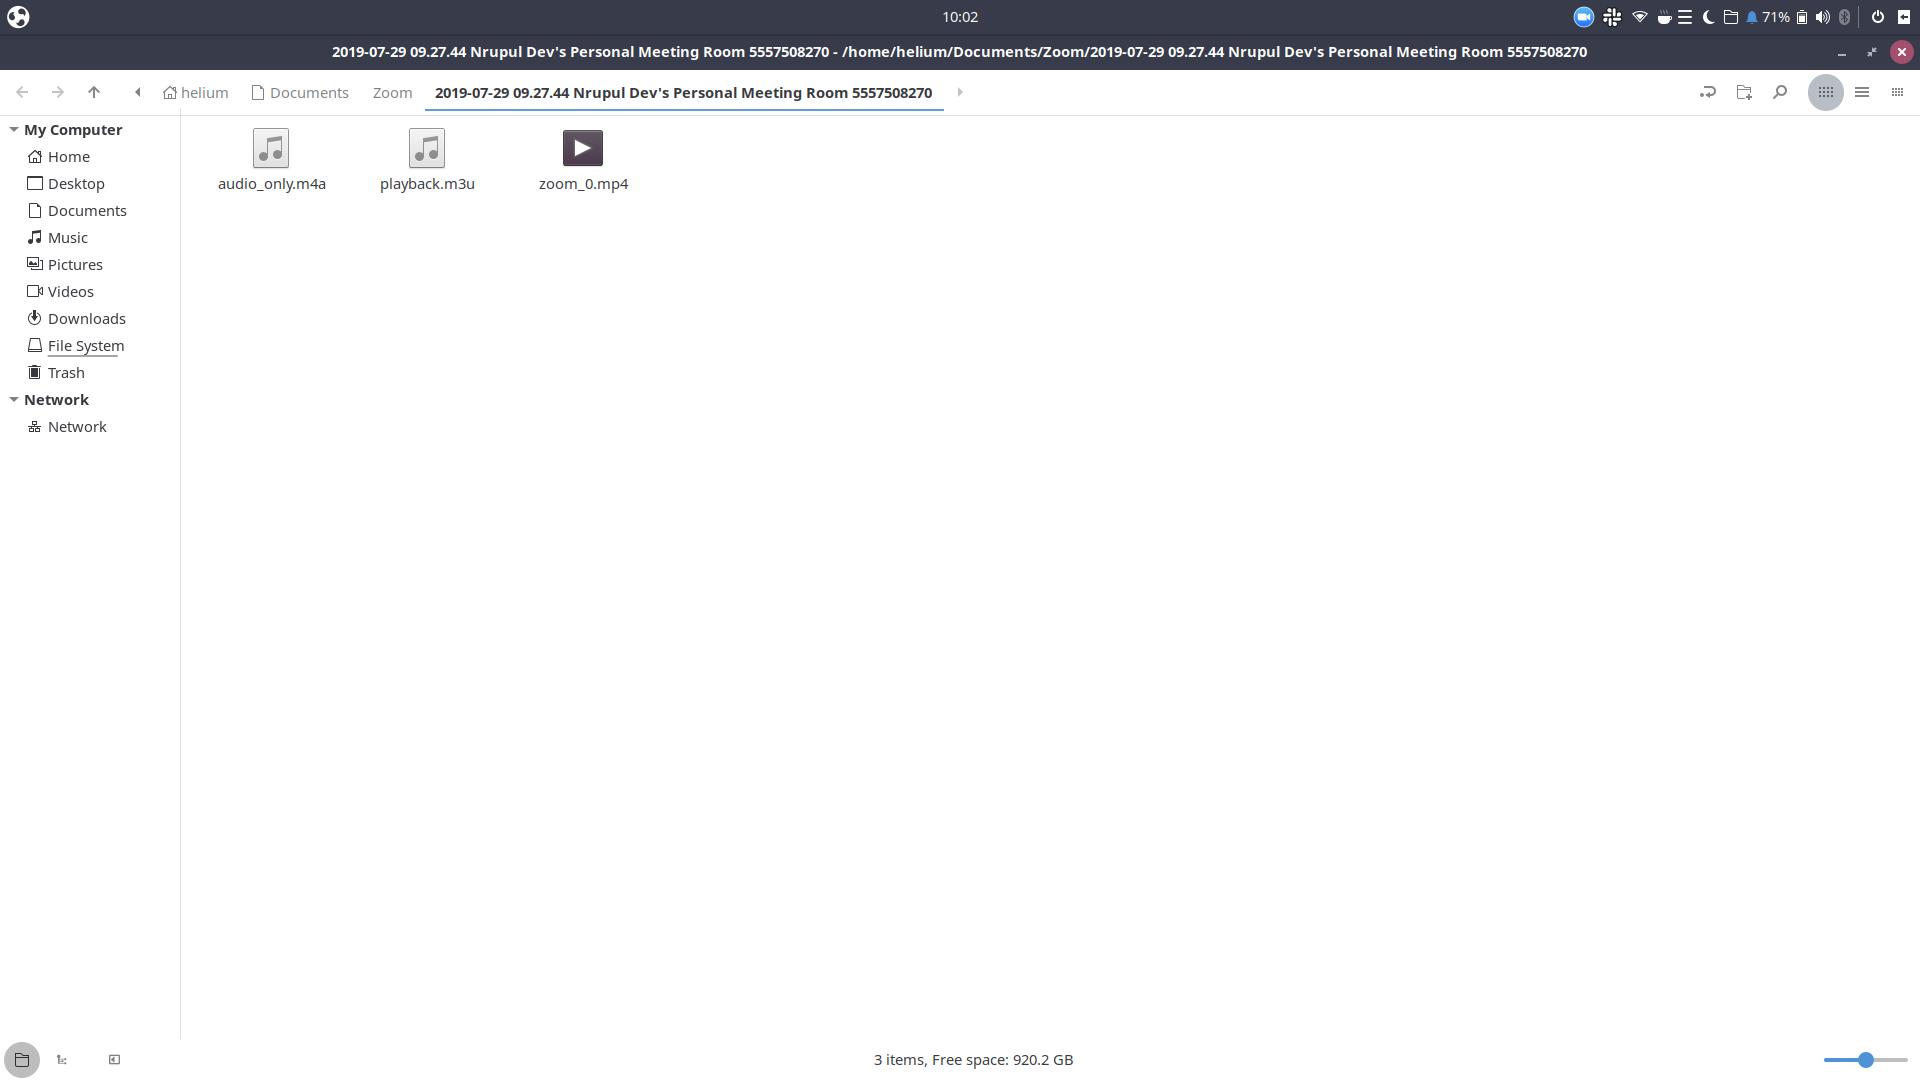 10:02
71%
2019-07-29 09.27.44 Nrupul Dev's Personal Meeting Room 5557508270 - /home/helium/Documents/Zoom/2019-07-29 09.27.44 Nrupul Dev's Personal Meeting Room 5557508270
helium Documents Zoom 2019-07-29 09.27.44 Nrupul Dev's Personal Meeting Room 5557508270
My Computer
Home
Desktop
Documents
Music
Pictures
Videos
Downloads
File System
Trash
Network
Network
audio_only.m4a
playback.m3u
zoom_0.mp4
3 items, Free space: 920.2 GB